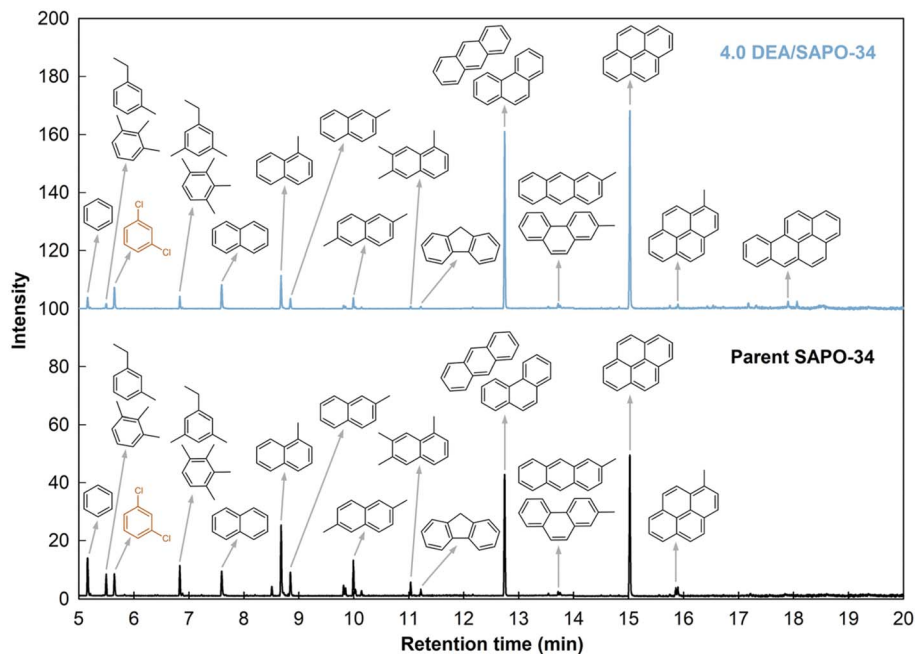 200
180
160
140
120
100
80
60
40
20
0
Intensity
4.0 DEA/SAPO-34
Cl
Cl
Parent SAPO-34
Cl
Cl
5 6 7 8 9 10 11 12 13 14 15 16 17 18 19 20
Retention time (min)